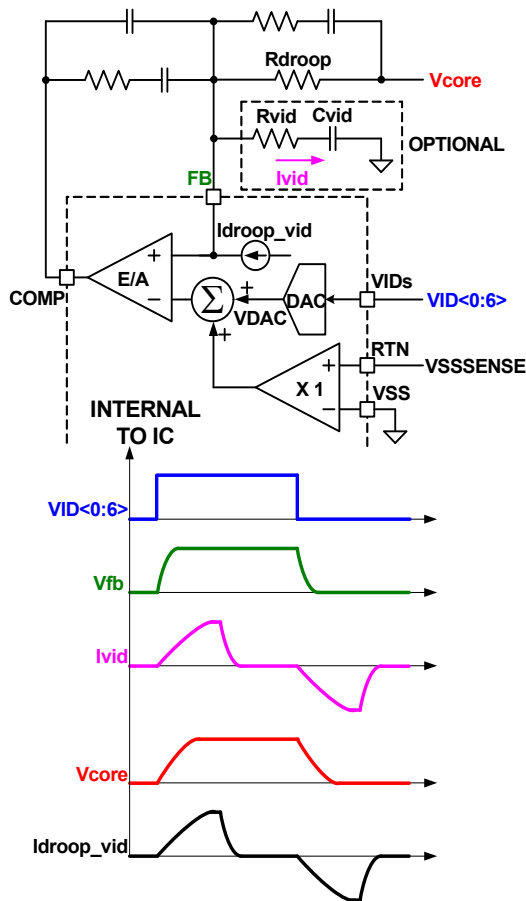 Rdroop
Vcore
Rvid
Cvid
OPTIONAL
Ivid
FB
Idroop_vid
+
E/A
–
COMP
Σ
+
+
VDAC
DAC
VIDs
VID<0:6>
RTN
VSSSENSE
X 1
+
–
VSS
INTERNAL
TO IC
VID<0:6>
Vfb
Ivid
Vcore
Idroop_vid